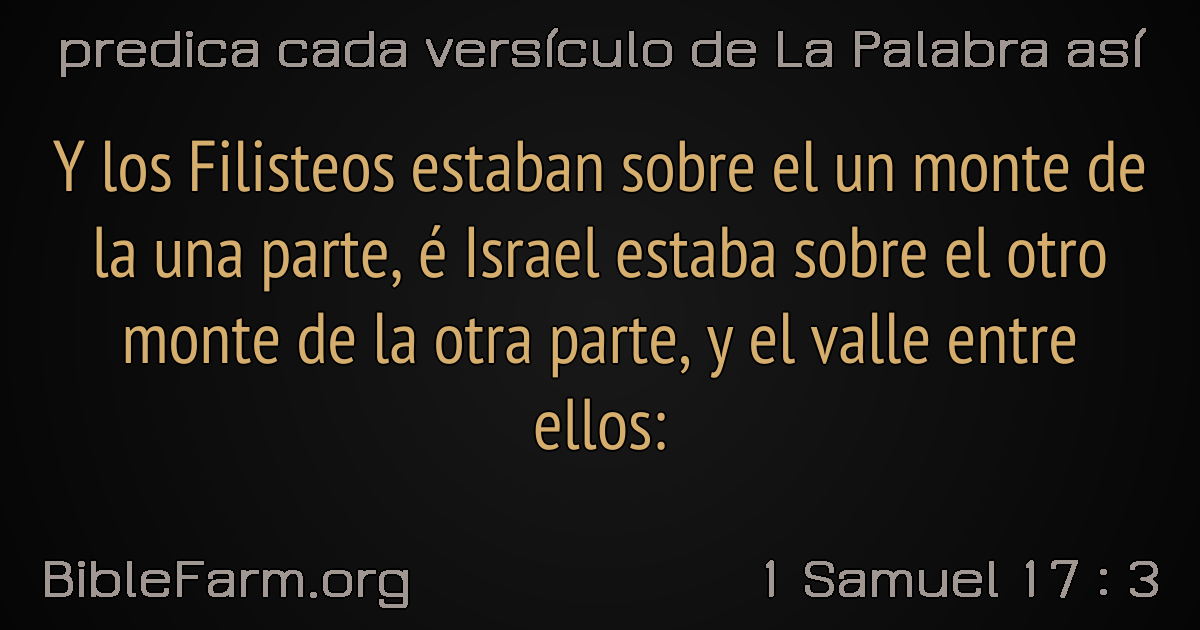 predica cada versículo de La Palabra así
Y los Filisteos estaban sobre el un monte de
la una parte, é Israel estaba sobre el otro
monte de la otra parte, y el valle entre
ellos:
BibleFarm.org
1 Samuel 17 : 3